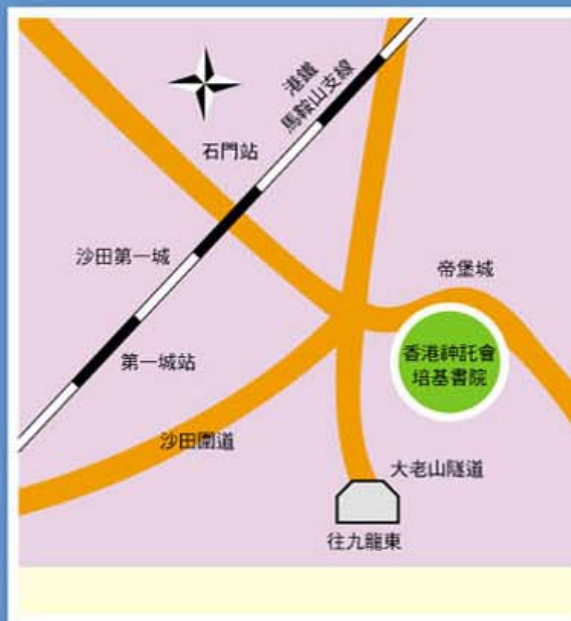 港鐵
馬鞍山支線
石門站
沙田第一城
帝堡城
香港神託會
培基書院
第一城站
沙田圍道
大老山隧道
往九龍東